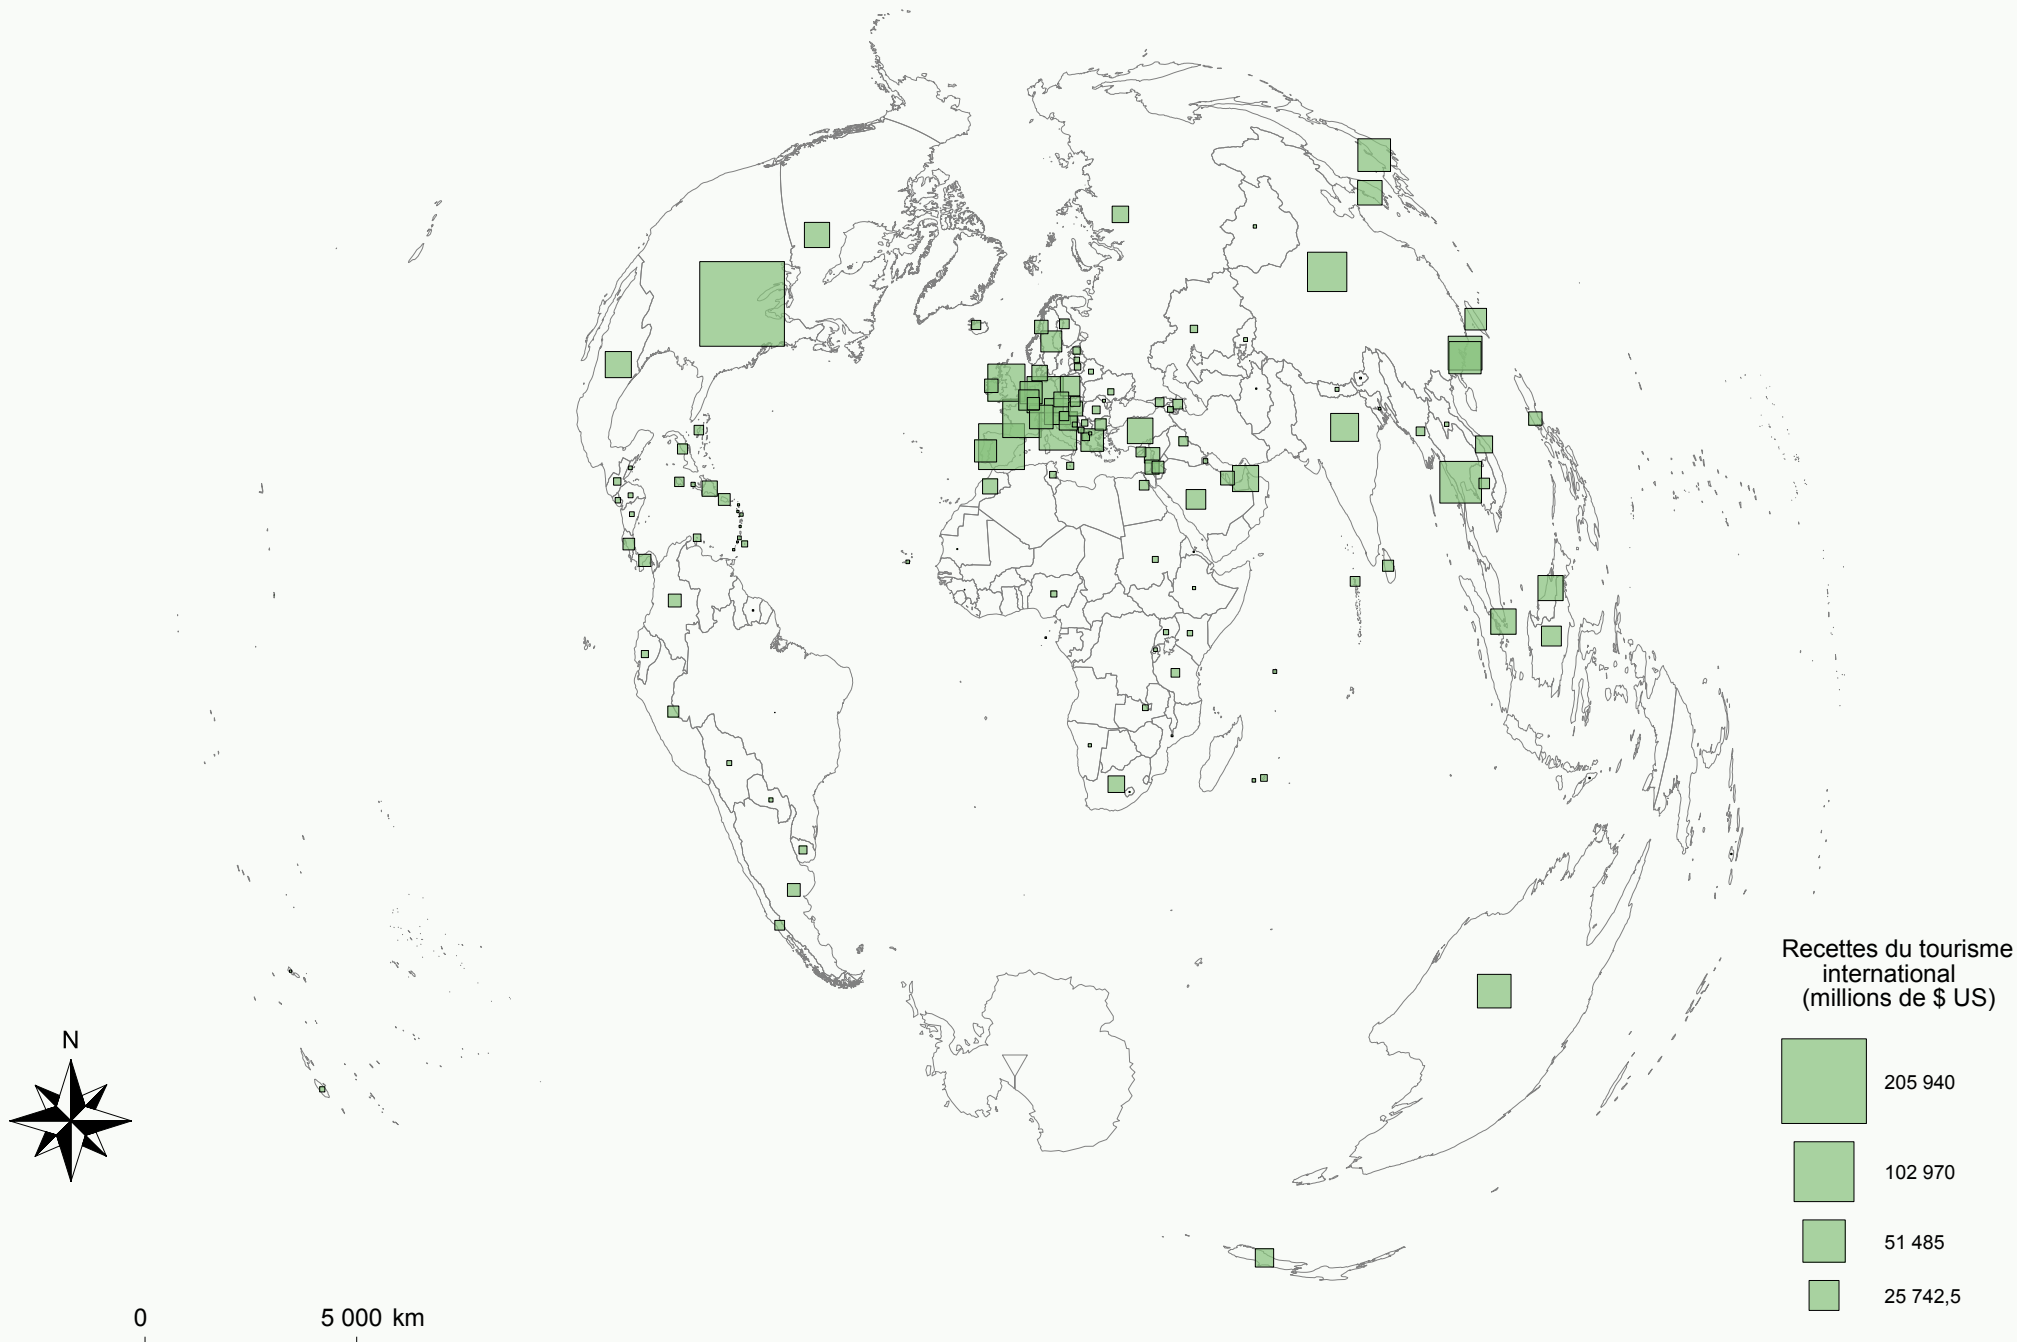 Recettes du tourisme
international
(millions de $ US)
N
205 940
102 970
51 485
25 742,5
0 5 000 km